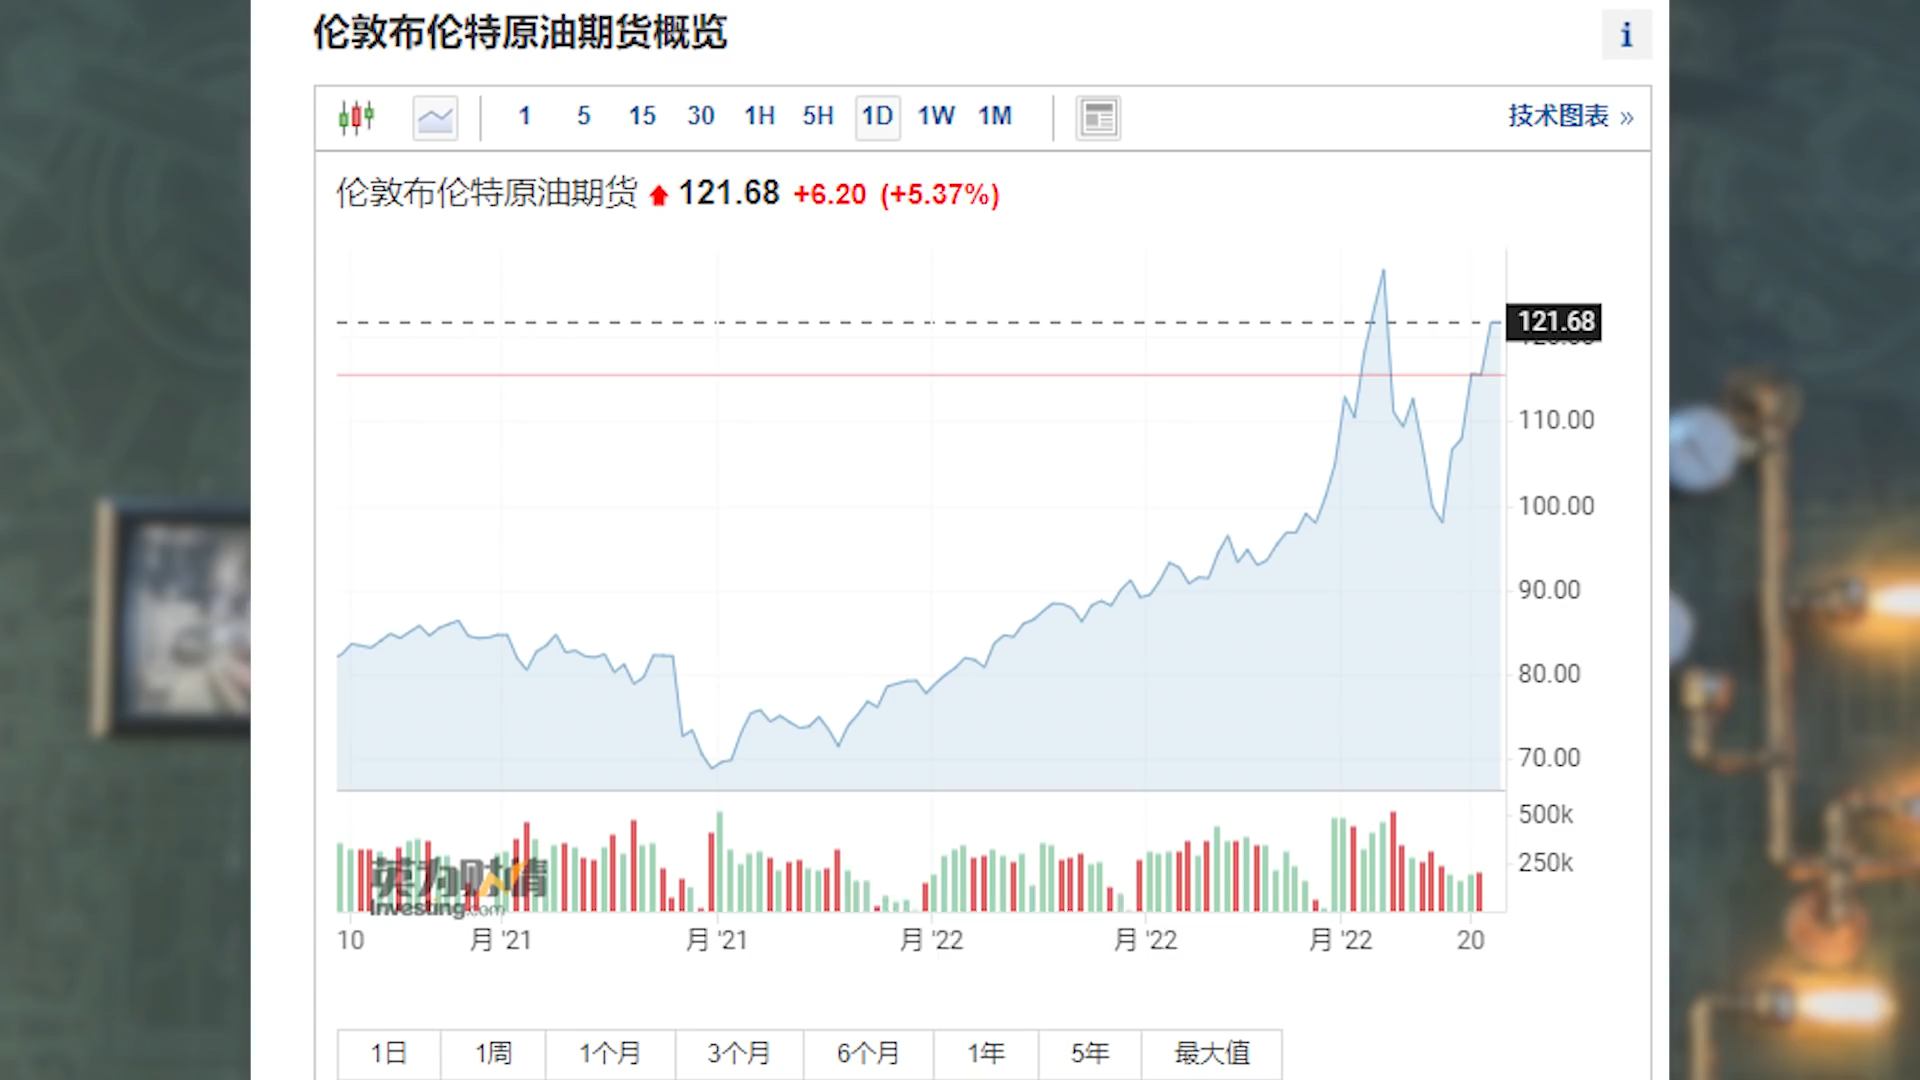 伦敦布伦特原油期货概览
i
1 5 15 30 1H 5H 1D 1W 1M 技术图表 »
伦敦布伦特原油期货 121.68 +6.20 (+5.37%)
121.68
110.00
100.00
90.00
80.00
70.00
500k
250k
英为财情
Investing.com
10 月 '21 月 '21 月 '22 月 '22 月 '22 20
1日 1周 1个月 3个月 6个月 1年 5年 最大值